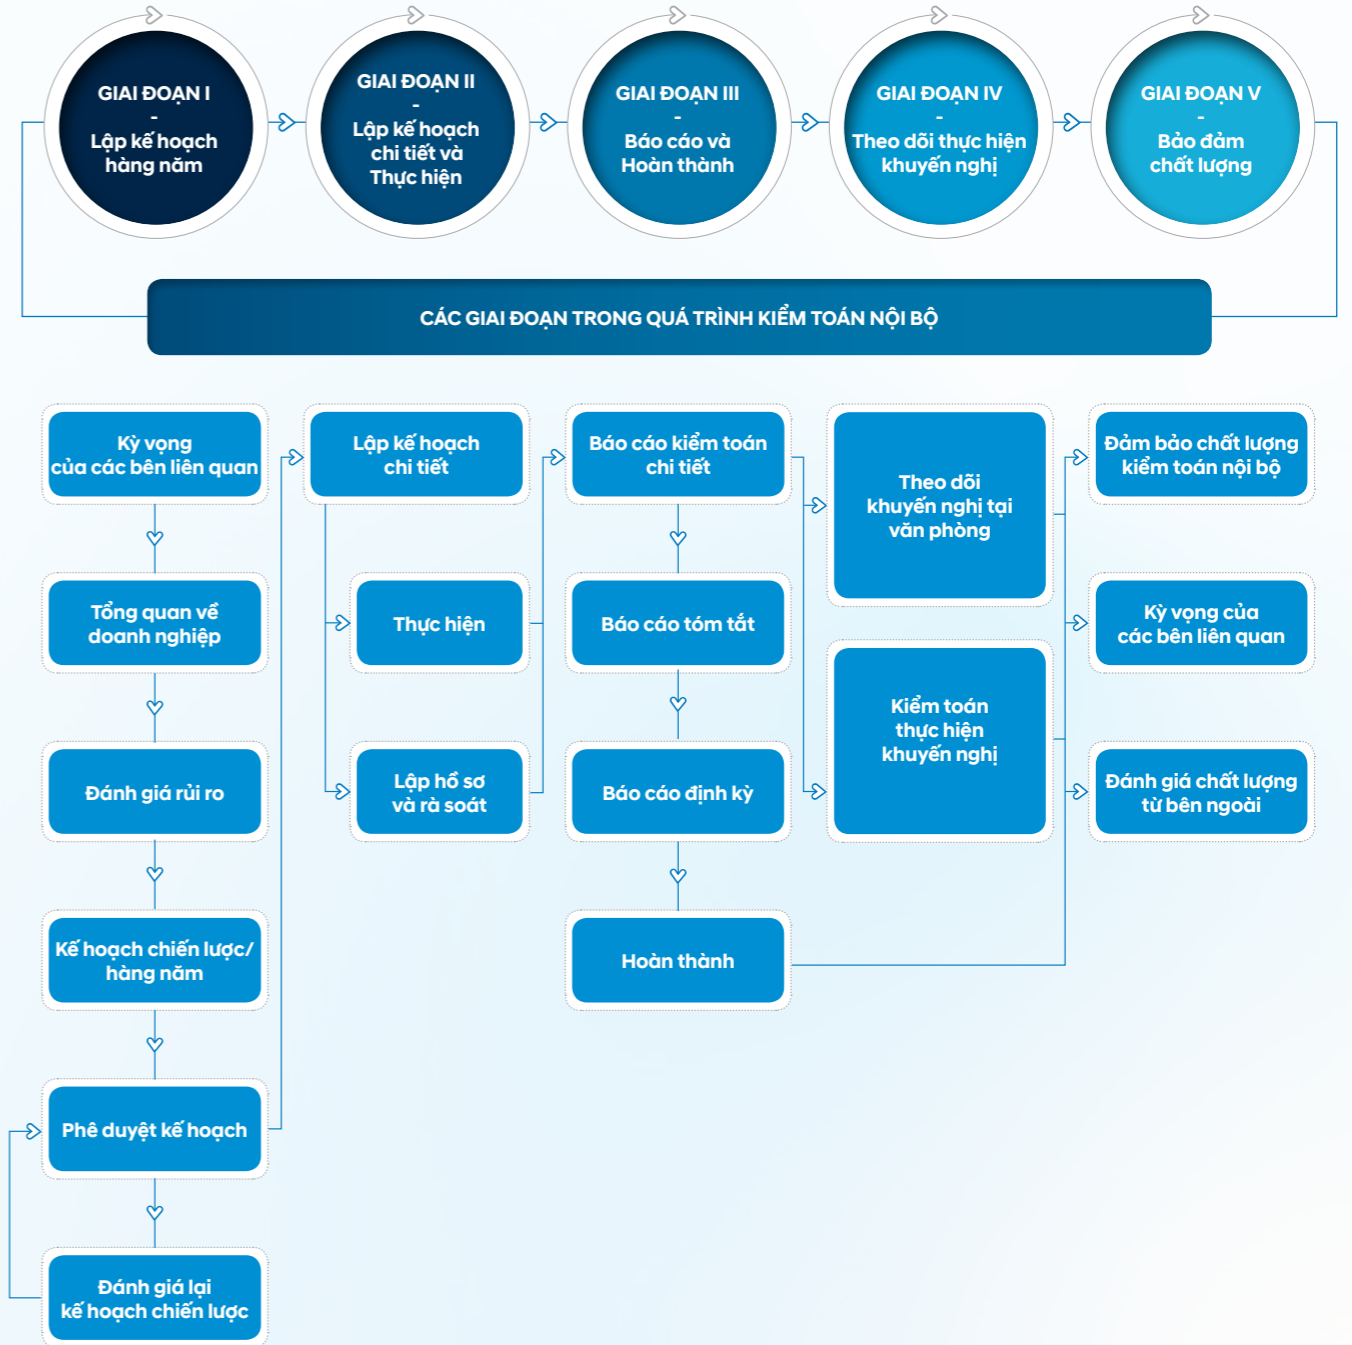 GIAI ĐOẠN I
-
Lập kế hoạch
hàng năm
GIAI ĐOẠN II
-
Lập kế hoạch
chi tiết và
Thực hiện
GIAI ĐOẠN III
-
Báo cáo và
Hoàn thành
GIAI ĐOẠN IV
-
Theo dõi thực hiện
khuyến nghị
GIAI ĐOẠN V
-
Bảo đảm
chất lượng
CÁC GIAI ĐOẠN TRONG QUÁ TRÌNH KIỂM TOÁN NỘI BỘ
Kỳ vọng
của các bên liên quan
Tổng quan về
doanh nghiệp
Đánh giá rủi ro
Kế hoạch chiến lược/
hàng năm
Phê duyệt kế hoạch
Đánh giá lại
kế hoạch chiến lược
Lập kế hoạch
chi tiết
Thực hiện
Lập hồ sơ
và rà soát
Báo cáo kiểm toán
chi tiết
Báo cáo tóm tắt
Báo cáo định kỳ
Hoàn thành
Theo dõi
khuyến nghị tại
văn phòng
Kiểm toán
thực hiện
khuyến nghị
Đảm bảo chất lượng
kiểm toán nội bộ
Kỳ vọng của
các bên liên quan
Đánh giá chất lượng
từ bên ngoài